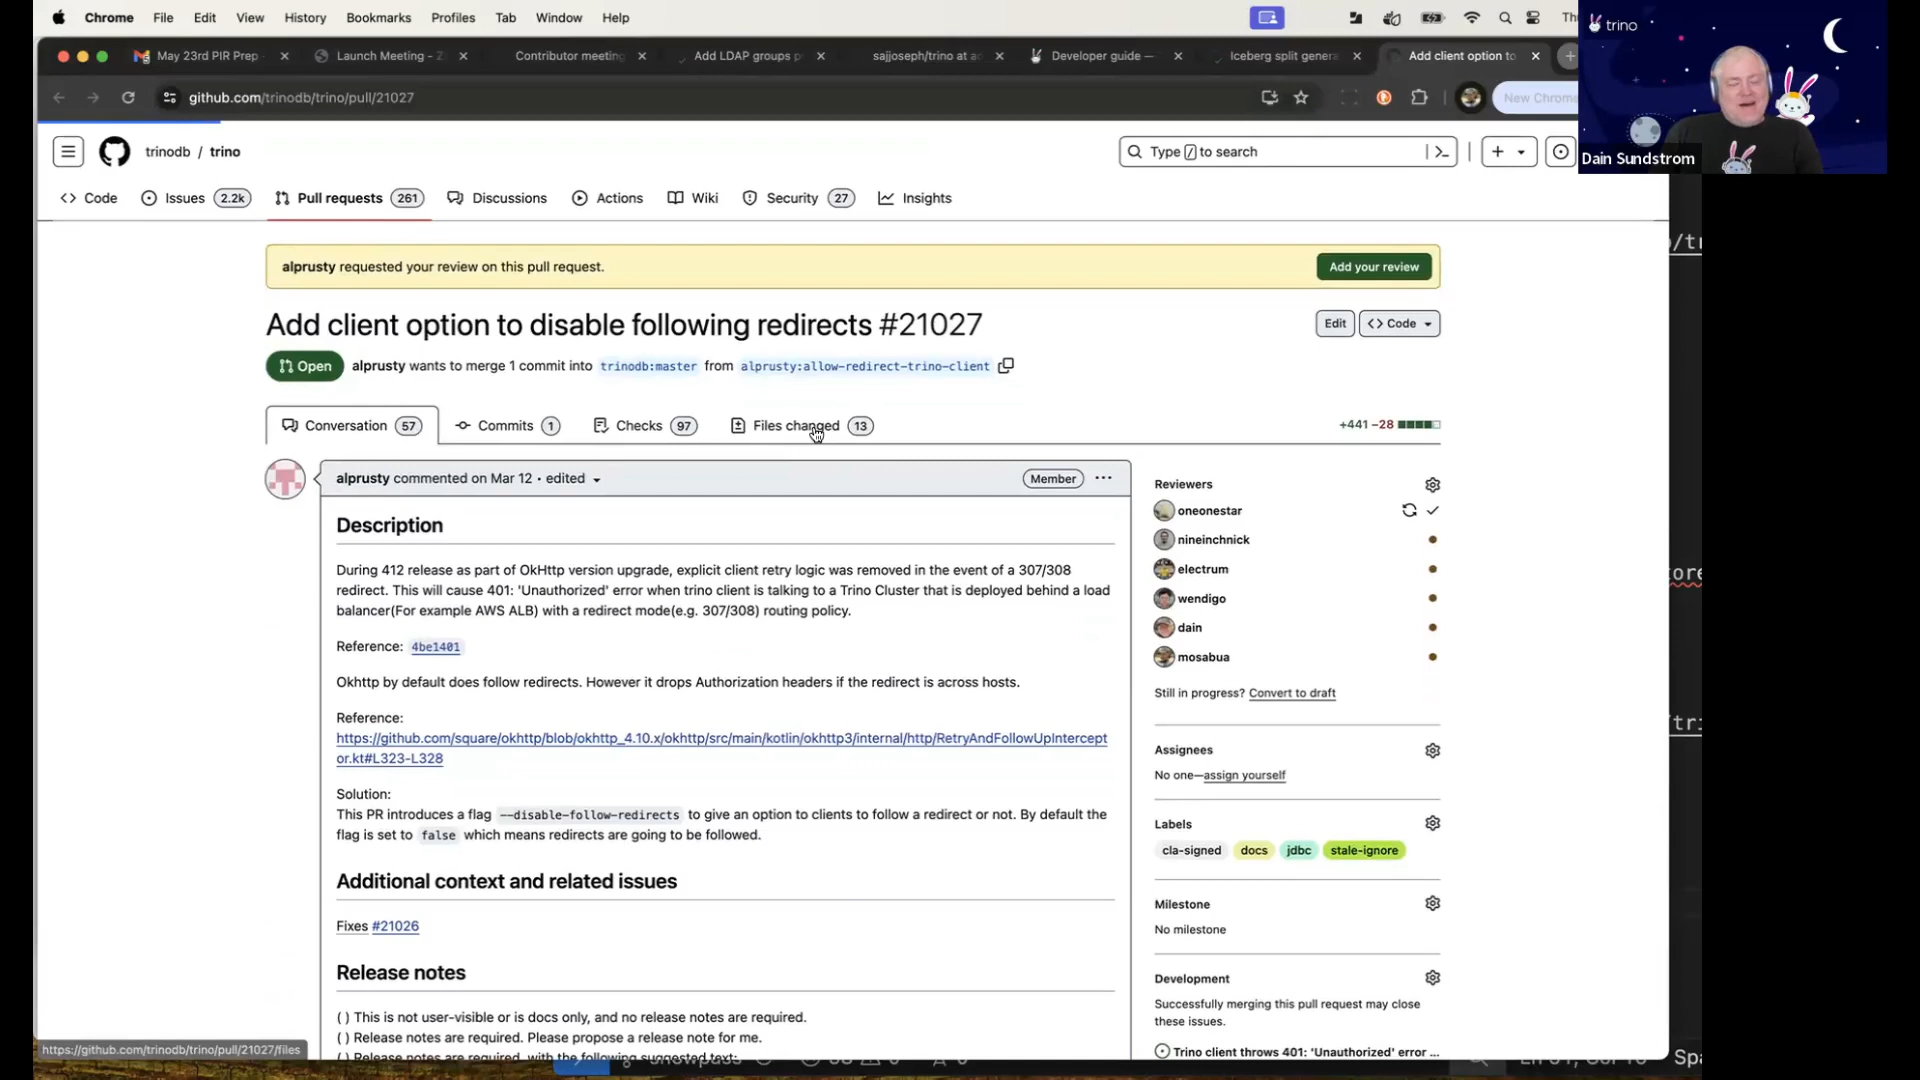 Chrome File Edit View History Bookmarks Profiles Tab Window Help
trino
May 23rd PIR Prep -
Launch Meeting - Z
Contributor meeting
Add LDAP groups p
sajjoseph/trino at ad
Developer guide —
Iceberg split genera
Add client option to
github.com/trinodb/trino/pull/21027
New Chrom
Dain Sundstrom
trinodb / trino
Type / to search
Code
Issues 2.2k
Pull requests 261
Discussions
Actions
Wiki
Security 27
Insights
alprusty requested your review on this pull request.
Add your review
Add client option to disable following redirects #21027
Edit
<> Code
Open
alprusty wants to merge 1 commit into trinodb:master from alprusty:allow-redirect-trino-client
Conversation 57
Commits 1
Checks 97
Files changed 13
+441 −28
alprusty commented on Mar 12 • edited
Member
Description
During 412 release as part of OkHttp version upgrade, explicit client retry logic was removed in the event of a 307/308
redirect. This will cause 401: 'Unauthorized' error when trino client is talking to a Trino Cluster that is deployed behind a load
balancer(For example AWS ALB) with a redirect mode(e.g. 307/308) routing policy.
Reference: 4be1401
Okhttp by default does follow redirects. However it drops Authorization headers if the redirect is across hosts.
Reference:
https://github.com/square/okhttp/blob/okhttp_4.10.x/okhttp/src/main/kotlin/okhttp3/internal/http/RetryAndFollowUpIntercept
or.kt#L323-L328
Solution:
This PR introduces a flag --disable-follow-redirects to give an option to clients to follow a redirect or not. By default the
flag is set to false which means redirects are going to be followed.
Additional context and related issues
Fixes #21026
Release notes
( ) This is not user-visible or is docs only, and no release notes are required.
( ) Release notes are required. Please propose a release note for me.
( ) Release notes are required, with the following suggested text:
Reviewers
oneonestar
nineinchnick
electrum
wendigo
dain
mosabua
Still in progress? Convert to draft
Assignees
No one—assign yourself
Labels
cla-signed docs jdbc stale-ignore
Milestone
No milestone
Development
Successfully merging this pull request may close
these issues.
Trino client throws 401: 'Unauthorized' error ...
https://github.com/trinodb/trino/pull/21027/files